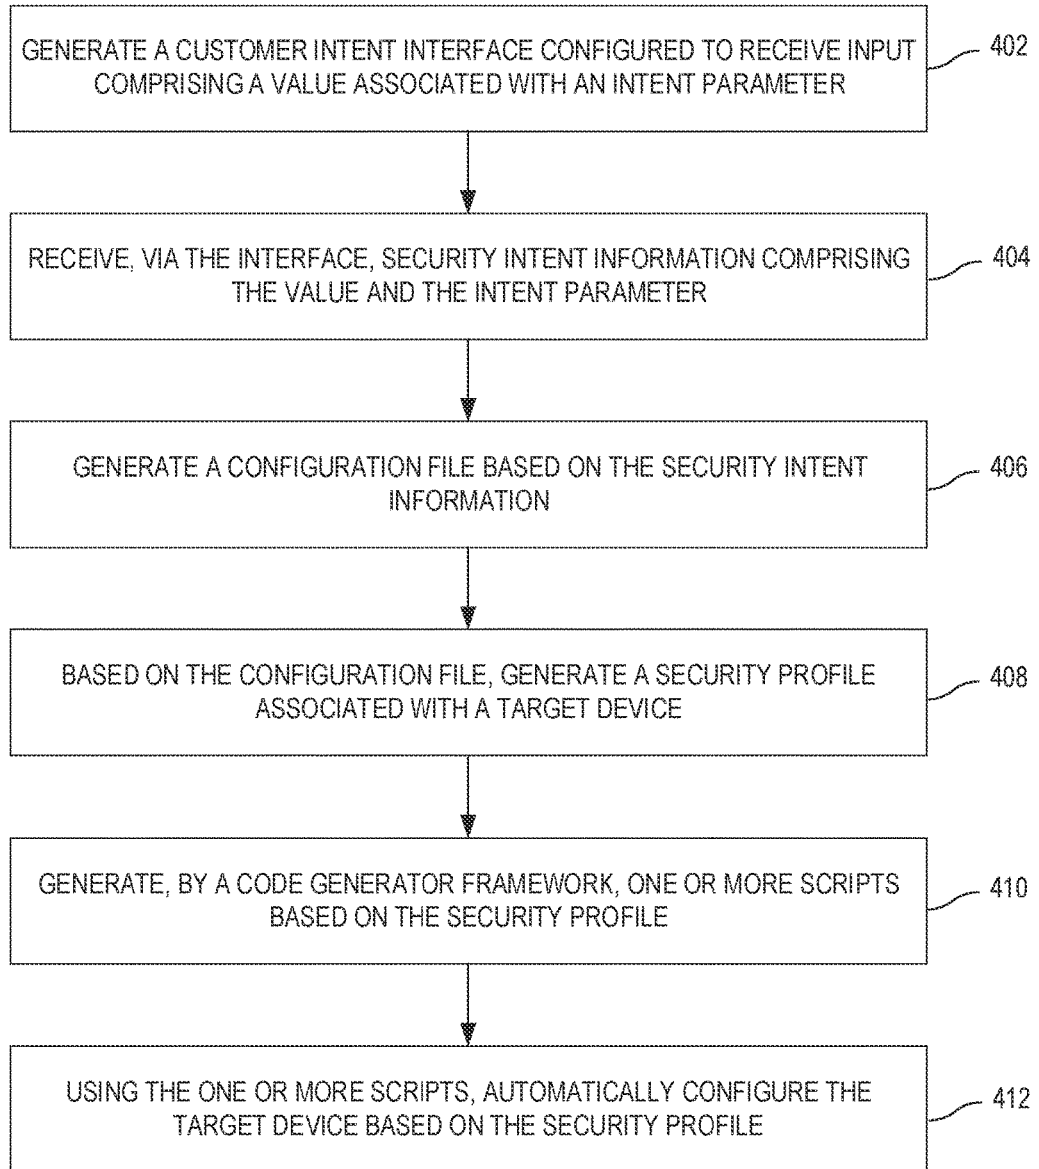 GENERATE A CUSTOMER INTENT INTERFACE CONFIGURED TO RECEIVE INPUT
COMPRISING A VALUE ASSOCIATED WITH AN INTENT PARAMETER
402
RECEIVE, VIA THE INTERFACE, SECURITY INTENT INFORMATION COMPRISING
THE VALUE AND THE INTENT PARAMETER
404
GENERATE A CONFIGURATION FILE BASED ON THE SECURITY INTENT
INFORMATION
406
BASED ON THE CONFIGURATION FILE, GENERATE A SECURITY PROFILE
ASSOCIATED WITH A TARGET DEVICE
408
GENERATE, BY A CODE GENERATOR FRAMEWORK, ONE OR MORE SCRIPTS
BASED ON THE SECURITY PROFILE
410
USING THE ONE OR MORE SCRIPTS, AUTOMATICALLY CONFIGURE THE
TARGET DEVICE BASED ON THE SECURITY PROFILE
412